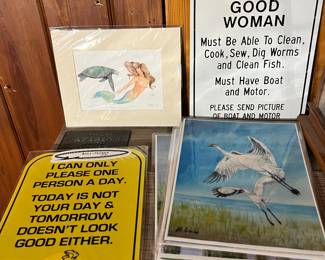 GOOD
WOMAN
Must Be Able To Clean,
Cook, Sew, Dig Worms
and Clean Fish.
Must Have Boat
and Motor.
PLEASE SEND PICTURE
OF BOAT AND MOTOR
I CAN ONLY
PLEASE ONE
PERSON A DAY.
TODAY IS NOT
YOUR DAY &
TOMORROW
DOESN'T LOOK
GOOD EITHER.